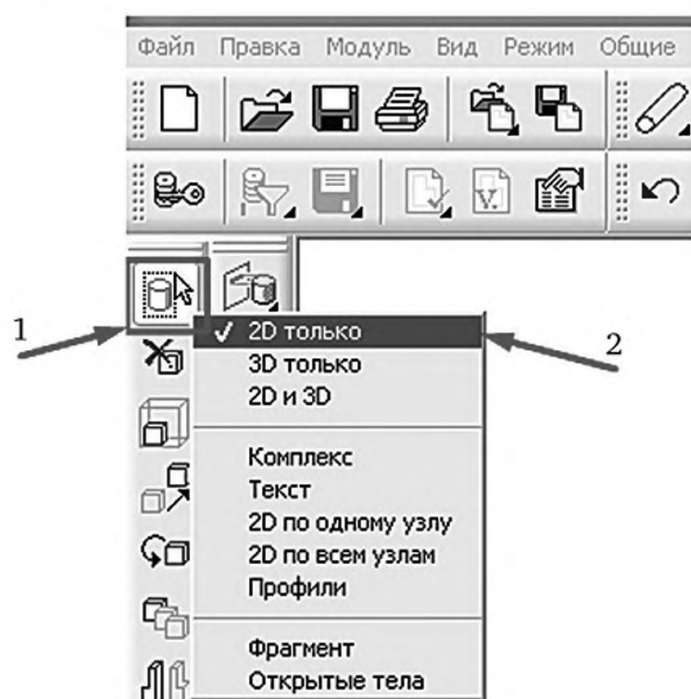 Файл Правка Модуль Вид Режим Общие
V.
1
2
2D только
3D только
2D и 3D
Комплекс
Текст
2D по одному узлу
2D по всем узлам
Профили
Фрагмент
Открытые тела